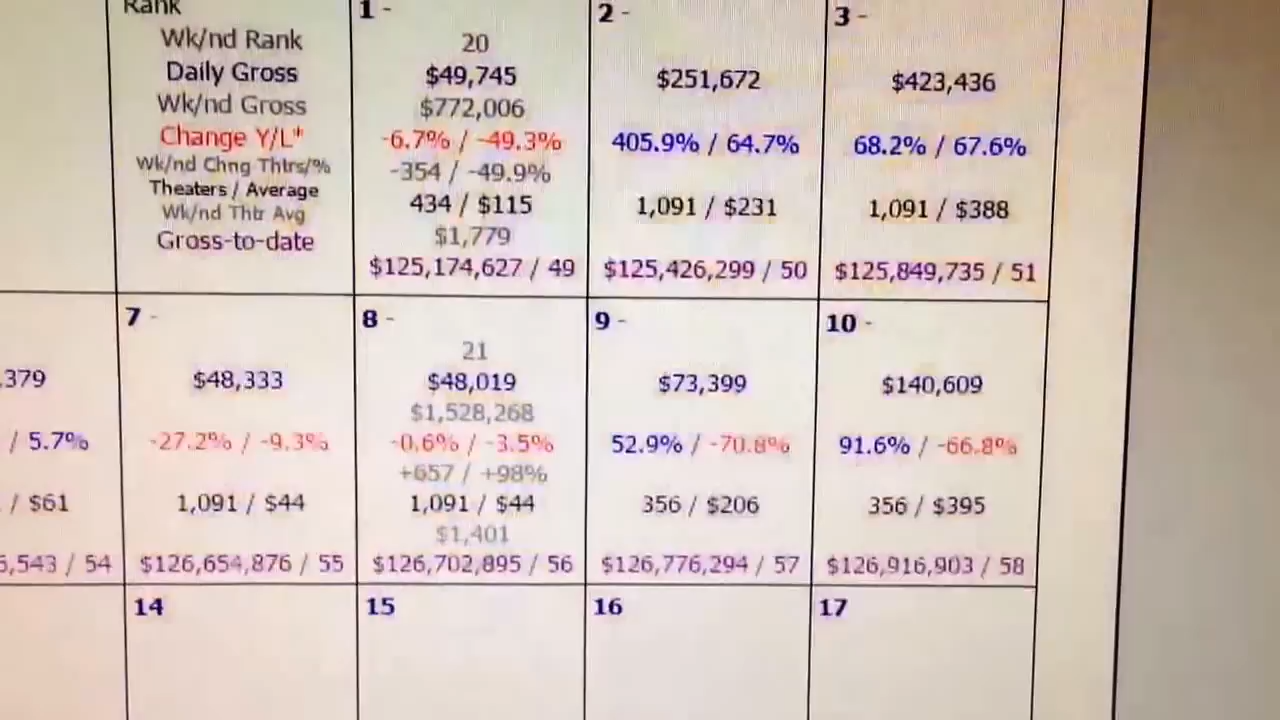 Rank
Wk/nd Rank
Daily Gross
Wk/nd Gross
Change Y/L*
Wk/nd Chng Thtrs/%
Theaters / Average
Wk/nd Thtr Avg
Gross-to-date
1 -
20
$49,745
$772,006
-6.7% / -49.3%
-354 / -49.9%
434 / $115
$1,779
$125,174,627 / 49
2 -
$251,672
405.9% / 64.7%
1,091 / $231
$125,426,299 / 50
3 -
$423,436
68.2% / 67.6%
1,091 / $388
$125,849,735 / 51
,379
/ 5.7%
/ $61
5,543 / 54
7 -
$48,333
-27.2% / -9.3%
1,091 / $44
$126,654,876 / 55
8 -
21
$48,019
$1,528,268
-0.6% / -3.5%
+657 / +98%
1,091 / $44
$1,401
$126,702,895 / 56
9 -
$73,399
52.9% / -70.8%
356 / $206
$126,776,294 / 57
10 -
$140,609
91.6% / -66.8%
356 / $395
$126,916,903 / 58
14
15
16
17